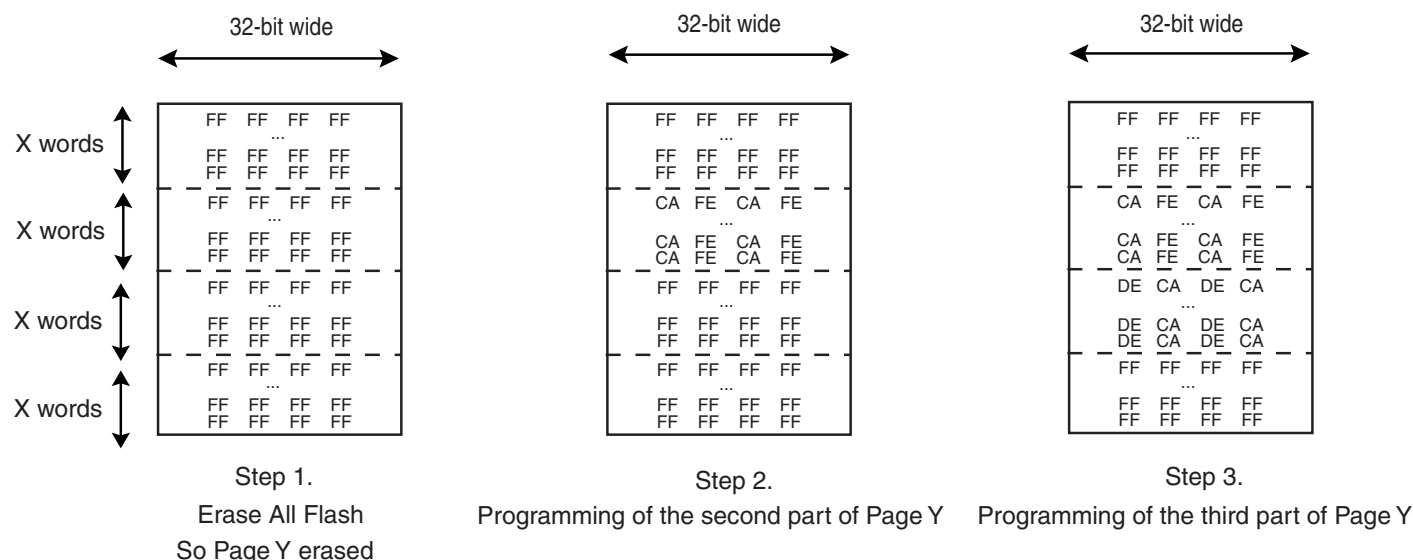 32-bit wide 32-bit wide 32-bit wide
X words
FF FF FF FF
...
FF FF FF FF
FF FF FF FF
X words
FF FF FF FF
...
FF FF FF FF
FF FF FF FF
X words
FF FF FF FF
...
FF FF FF FF
FF FF FF FF
X words
FF FF FF FF
...
FF FF FF FF
FF FF FF FF
Step 1.
Erase All Flash
So Page Y erased
FF FF FF FF
...
FF FF FF FF
FF FF FF FF
CA FE CA FE
...
CA FE CA FE
CA FE CA FE
FF FF FF FF
...
FF FF FF FF
FF FF FF FF
FF FF FF FF
...
FF FF FF FF
FF FF FF FF
Step 2.
Programming of the second part of Page Y
FF FF FF FF
...
FF FF FF FF
FF FF FF FF
CA FE CA FE
...
CA FE CA FE
CA FE CA FE
DE CA DE CA
...
DE CA DE CA
DE CA DE CA
FF FF FF FF
...
FF FF FF FF
FF FF FF FF
Step 3.
Programming of the third part of Page Y